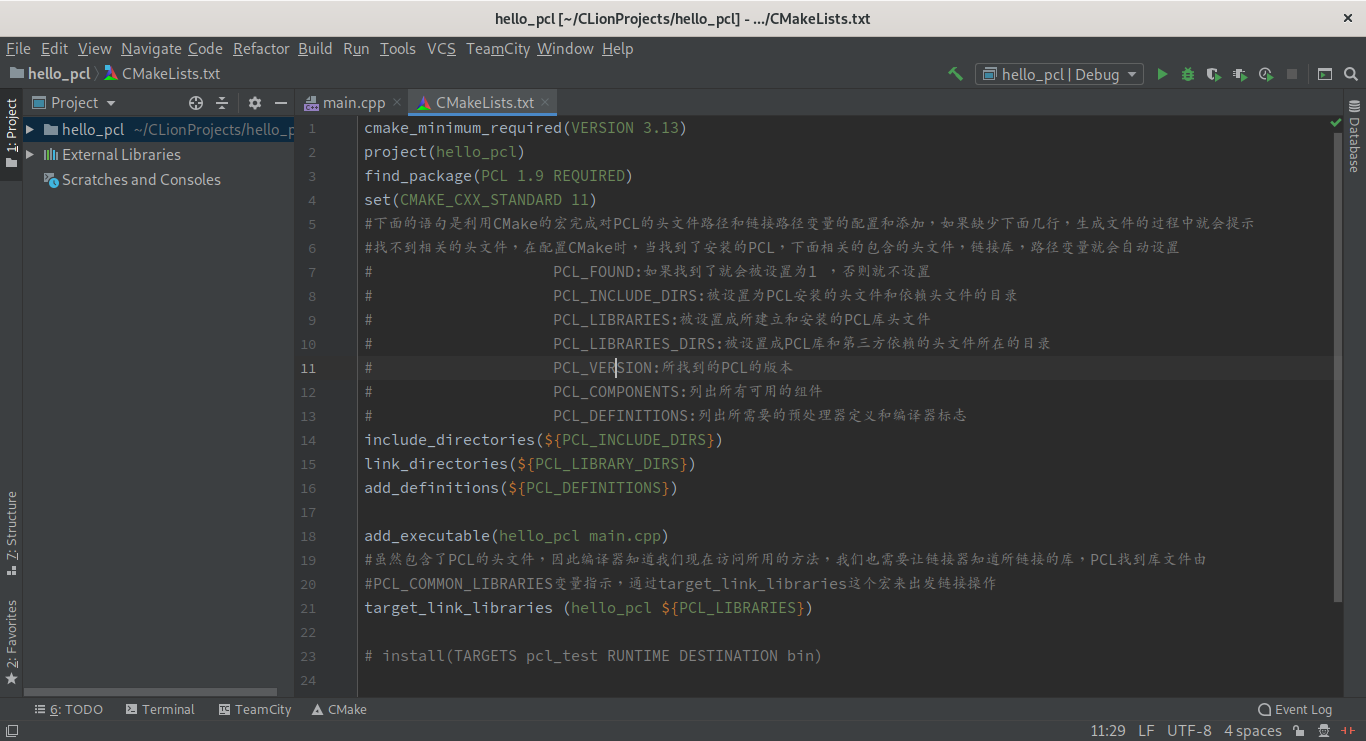 hello_pcl [~/CLionProjects/hello_pcl] - .../CMakeLists.txt
File Edit View Navigate Code Refactor Build Run Tools VCS TeamCity Window Help
hello_pcl CMakeLists.txt hello_pcl | Debug
1: Project
Project
main.cpp CMakeLists.txt
hello_pcl ~/CLionProjects/hello_p
External Libraries
Scratches and Consoles
Database
1 cmake_minimum_required(VERSION 3.13)
2 project(hello_pcl)
3 find_package(PCL 1.9 REQUIRED)
4 set(CMAKE_CXX_STANDARD 11)
5 #下面的语句是利用CMake的宏完成对PCL的头文件路径和链接路径变量的配置和添加，如果缺少下面几行，生成文件的过程中就会提示
6 #找不到相关的头文件，在配置CMake时，当找到了安装的PCL，下面相关的包含的头文件，链接库，路径变量就会自动设置
7 # PCL_FOUND:如果找到了就会被设置为1 ，否则就不设置
8 # PCL_INCLUDE_DIRS:被设置为PCL安装的头文件和依赖头文件的目录
9 # PCL_LIBRARIES:被设置成所建立和安装的PCL库头文件
10 # PCL_LIBRARIES_DIRS:被设置成PCL库和第三方依赖的头文件所在的目录
11 # PCL_VERSION:所找到的PCL的版本
12 # PCL_COMPONENTS:列出所有可用的组件
13 # PCL_DEFINITIONS:列出所需要的预处理器定义和编译器标志
14 include_directories(${PCL_INCLUDE_DIRS})
15 link_directories(${PCL_LIBRARY_DIRS})
16 add_definitions(${PCL_DEFINITIONS})
17
18 add_executable(hello_pcl main.cpp)
19 #虽然包含了PCL的头文件，因此编译器知道我们现在访问所用的方法，我们也需要让链接器知道所链接的库，PCL找到库文件由
20 #PCL_COMMON_LIBRARIES变量指示，通过target_link_libraries这个宏来出发链接操作
21 target_link_libraries (hello_pcl ${PCL_LIBRARIES})
22
23 # install(TARGETS pcl_test RUNTIME DESTINATION bin)
24
7: Structure
2: Favorites
6: TODO Terminal TeamCity CMake Event Log
11:29 LF UTF-8 4 spaces